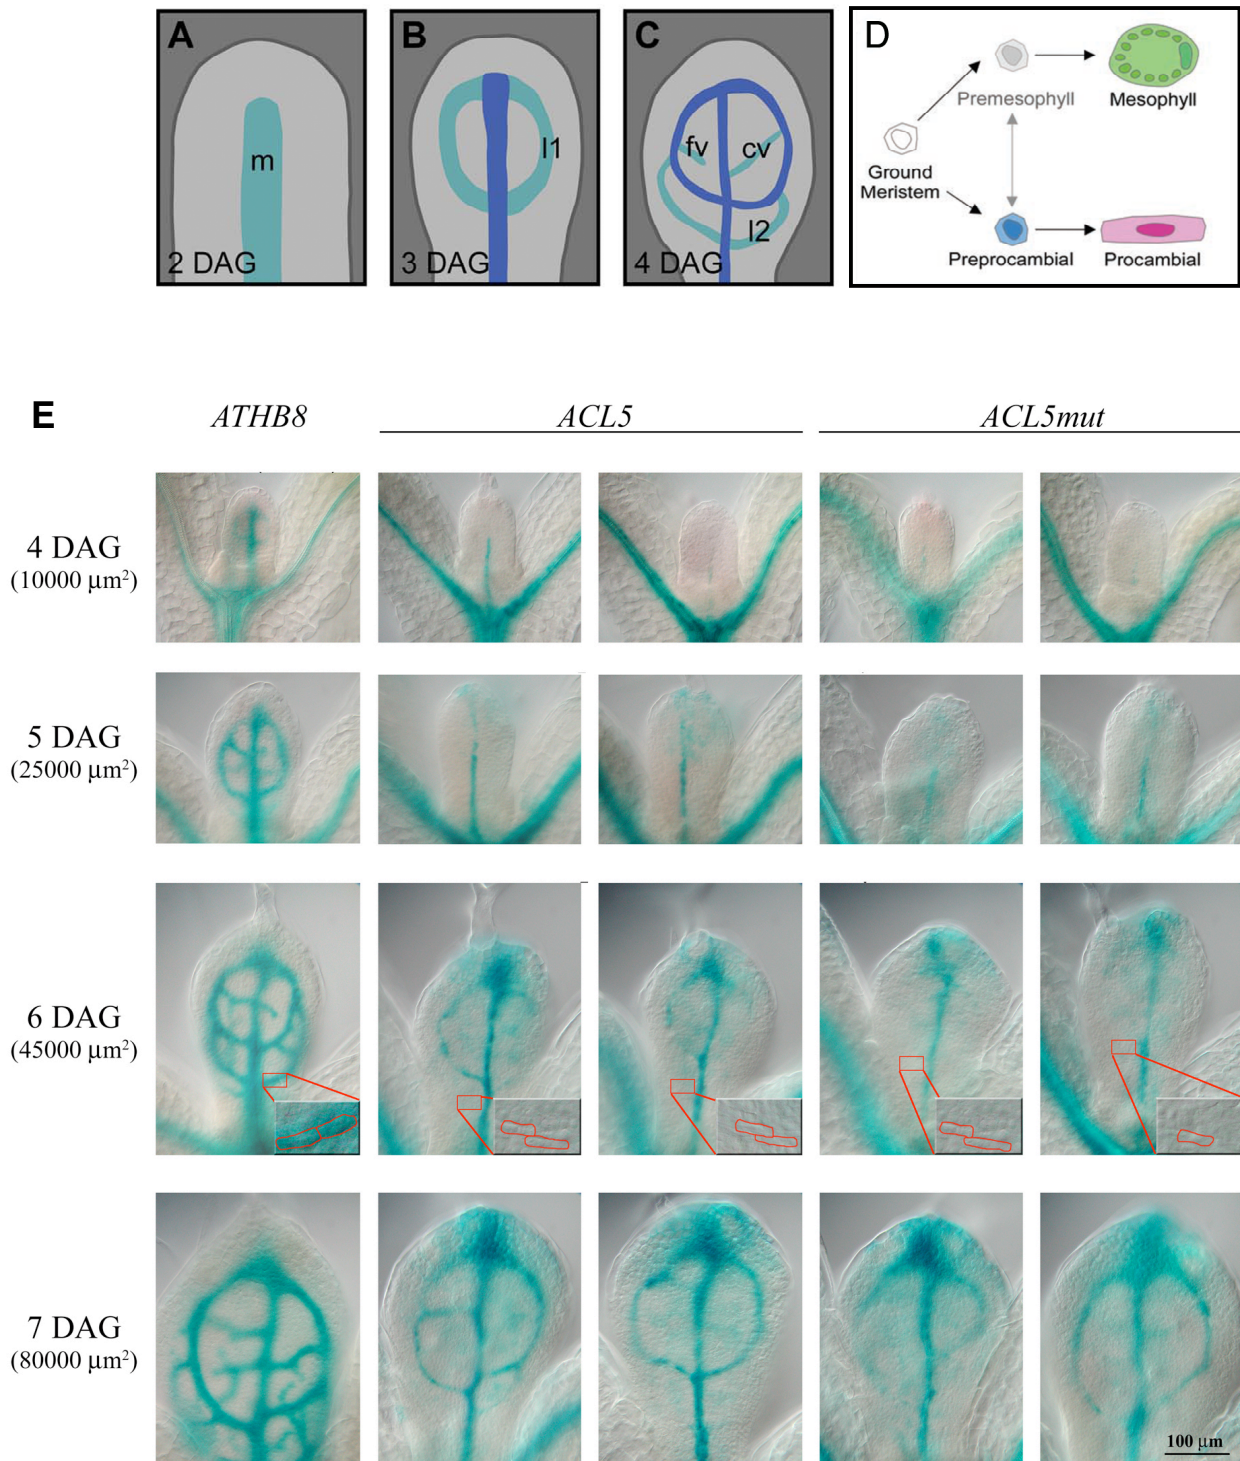 A
m
2 DAG
B
l1
3 DAG
C
fv
cv
l2
4 DAG
D
Premesophyll
Mesophyll
Ground
Meristem
Preprocambial
Procambial
E
ATHB8
ACL5
ACL5mut
4 DAG
(10000 µm²)
5 DAG
(25000 µm²)
6 DAG
(45000 µm²)
7 DAG
(80000 µm²)
100 µm